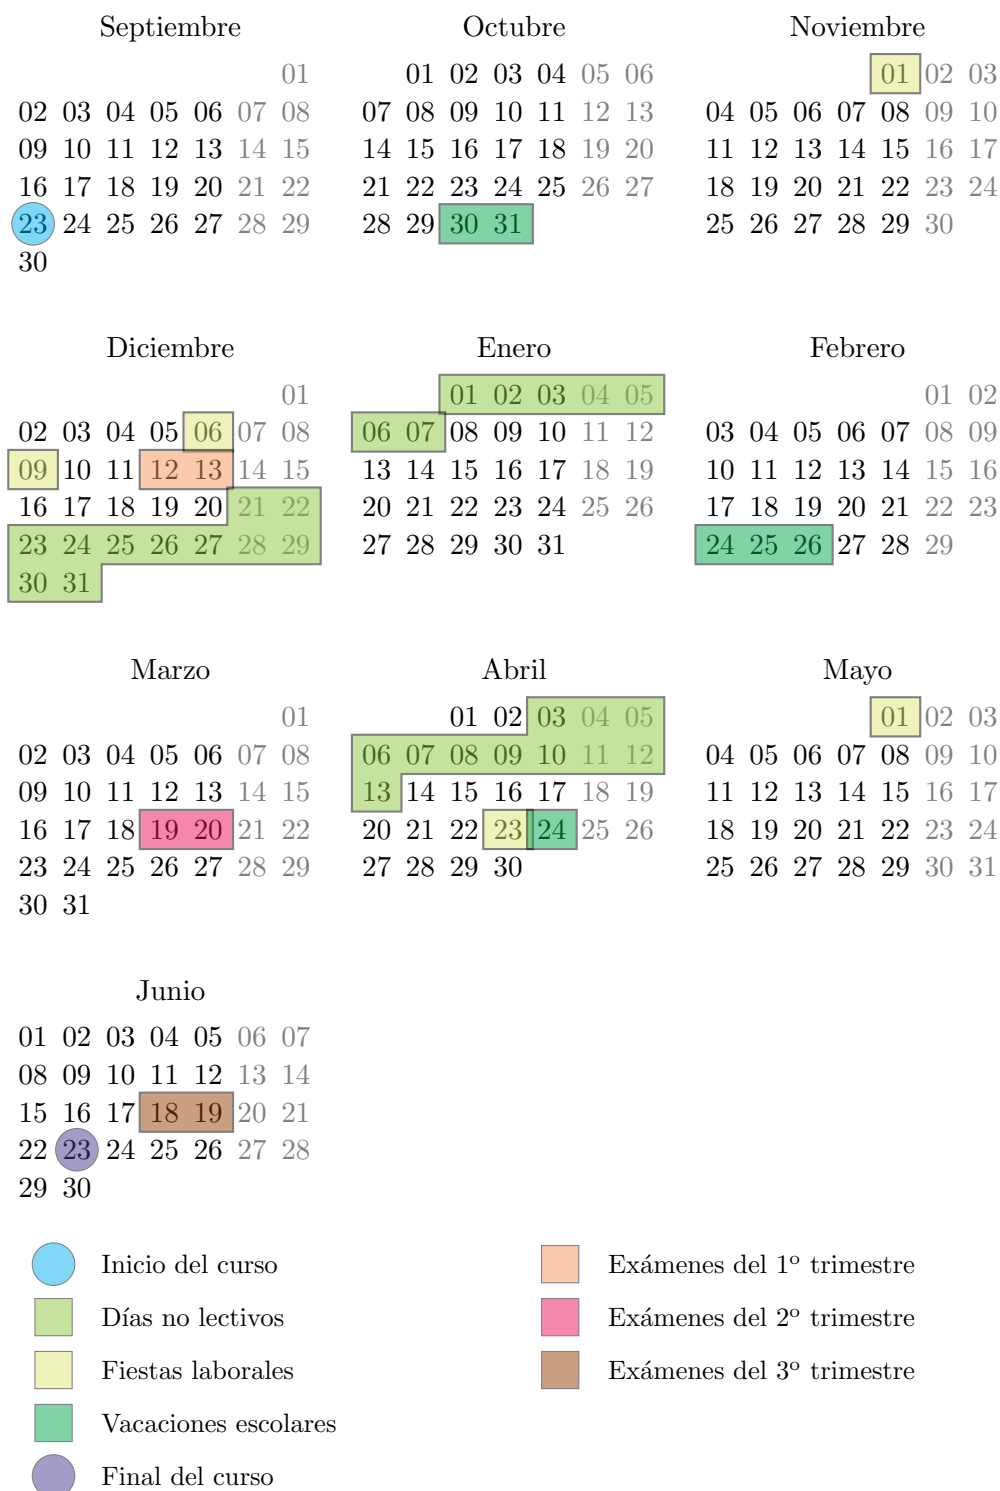 Septiembre
01
02 03 04 05 06 07 08
09 10 11 12 13 14 15
16 17 18 19 20 21 22
23 24 25 26 27 28 29
30
Octubre
01 02 03 04 05 06
07 08 09 10 11 12 13
14 15 16 17 18 19 20
21 22 23 24 25 26 27
28 29 30 31
Noviembre
01 02 03
04 05 06 07 08 09 10
11 12 13 14 15 16 17
18 19 20 21 22 23 24
25 26 27 28 29 30
Diciembre
01
02 03 04 05 06 07 08
09 10 11 12 13 14 15
16 17 18 19 20 21 22
23 24 25 26 27 28 29
30 31
Enero
01 02 03 04 05
06 07 08 09 10 11 12
13 14 15 16 17 18 19
20 21 22 23 24 25 26
27 28 29 30 31
Febrero
01 02
03 04 05 06 07 08 09
10 11 12 13 14 15 16
17 18 19 20 21 22 23
24 25 26 27 28 29
Marzo
01
02 03 04 05 06 07 08
09 10 11 12 13 14 15
16 17 18 19 20 21 22
23 24 25 26 27 28 29
30 31
Abril
01 02 03 04 05
06 07 08 09 10 11 12
13 14 15 16 17 18 19
20 21 22 23 24 25 26
27 28 29 30
Mayo
01 02 03
04 05 06 07 08 09 10
11 12 13 14 15 16 17
18 19 20 21 22 23 24
25 26 27 28 29 30 31
Junio
01 02 03 04 05 06 07
08 09 10 11 12 13 14
15 16 17 18 19 20 21
22 23 24 25 26 27 28
29 30
Inicio del curso
Días no lectivos
Fiestas laborales
Vacaciones escolares
Final del curso
Exámenes del 1º trimestre
Exámenes del 2º trimestre
Exámenes del 3º trimestre